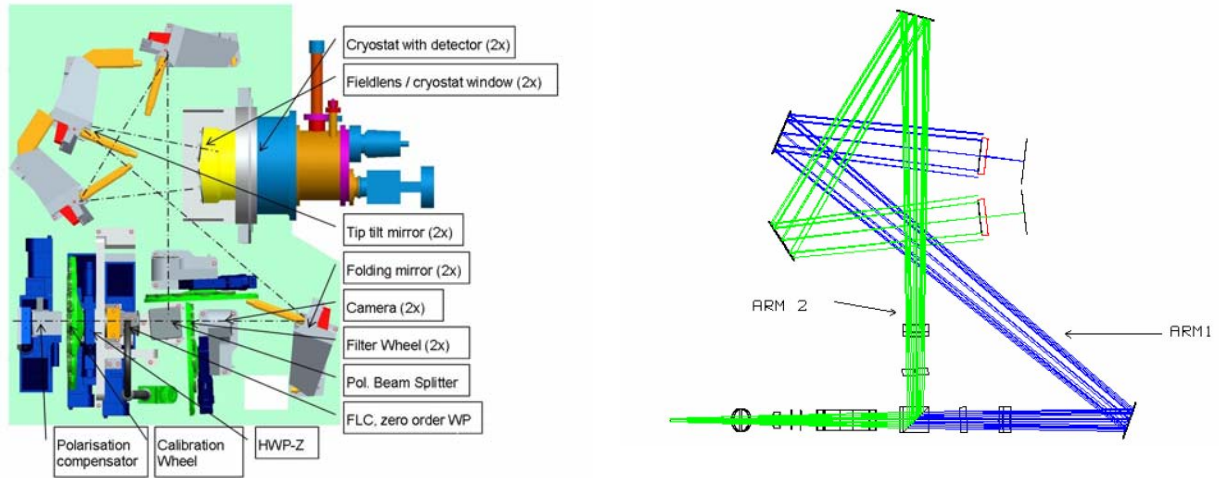 Cryostat with detector (2x)
Fieldlens / cryostat window (2x)
Tip tilt mirror (2x)
Folding mirror (2x)
Camera (2x)
Filter Wheel (2x)
Pol. Beam Splitter
FLC, zero order WP
Polarisation
compensator
Calibration
Wheel
HWP-Z
ARM 2
ARM1